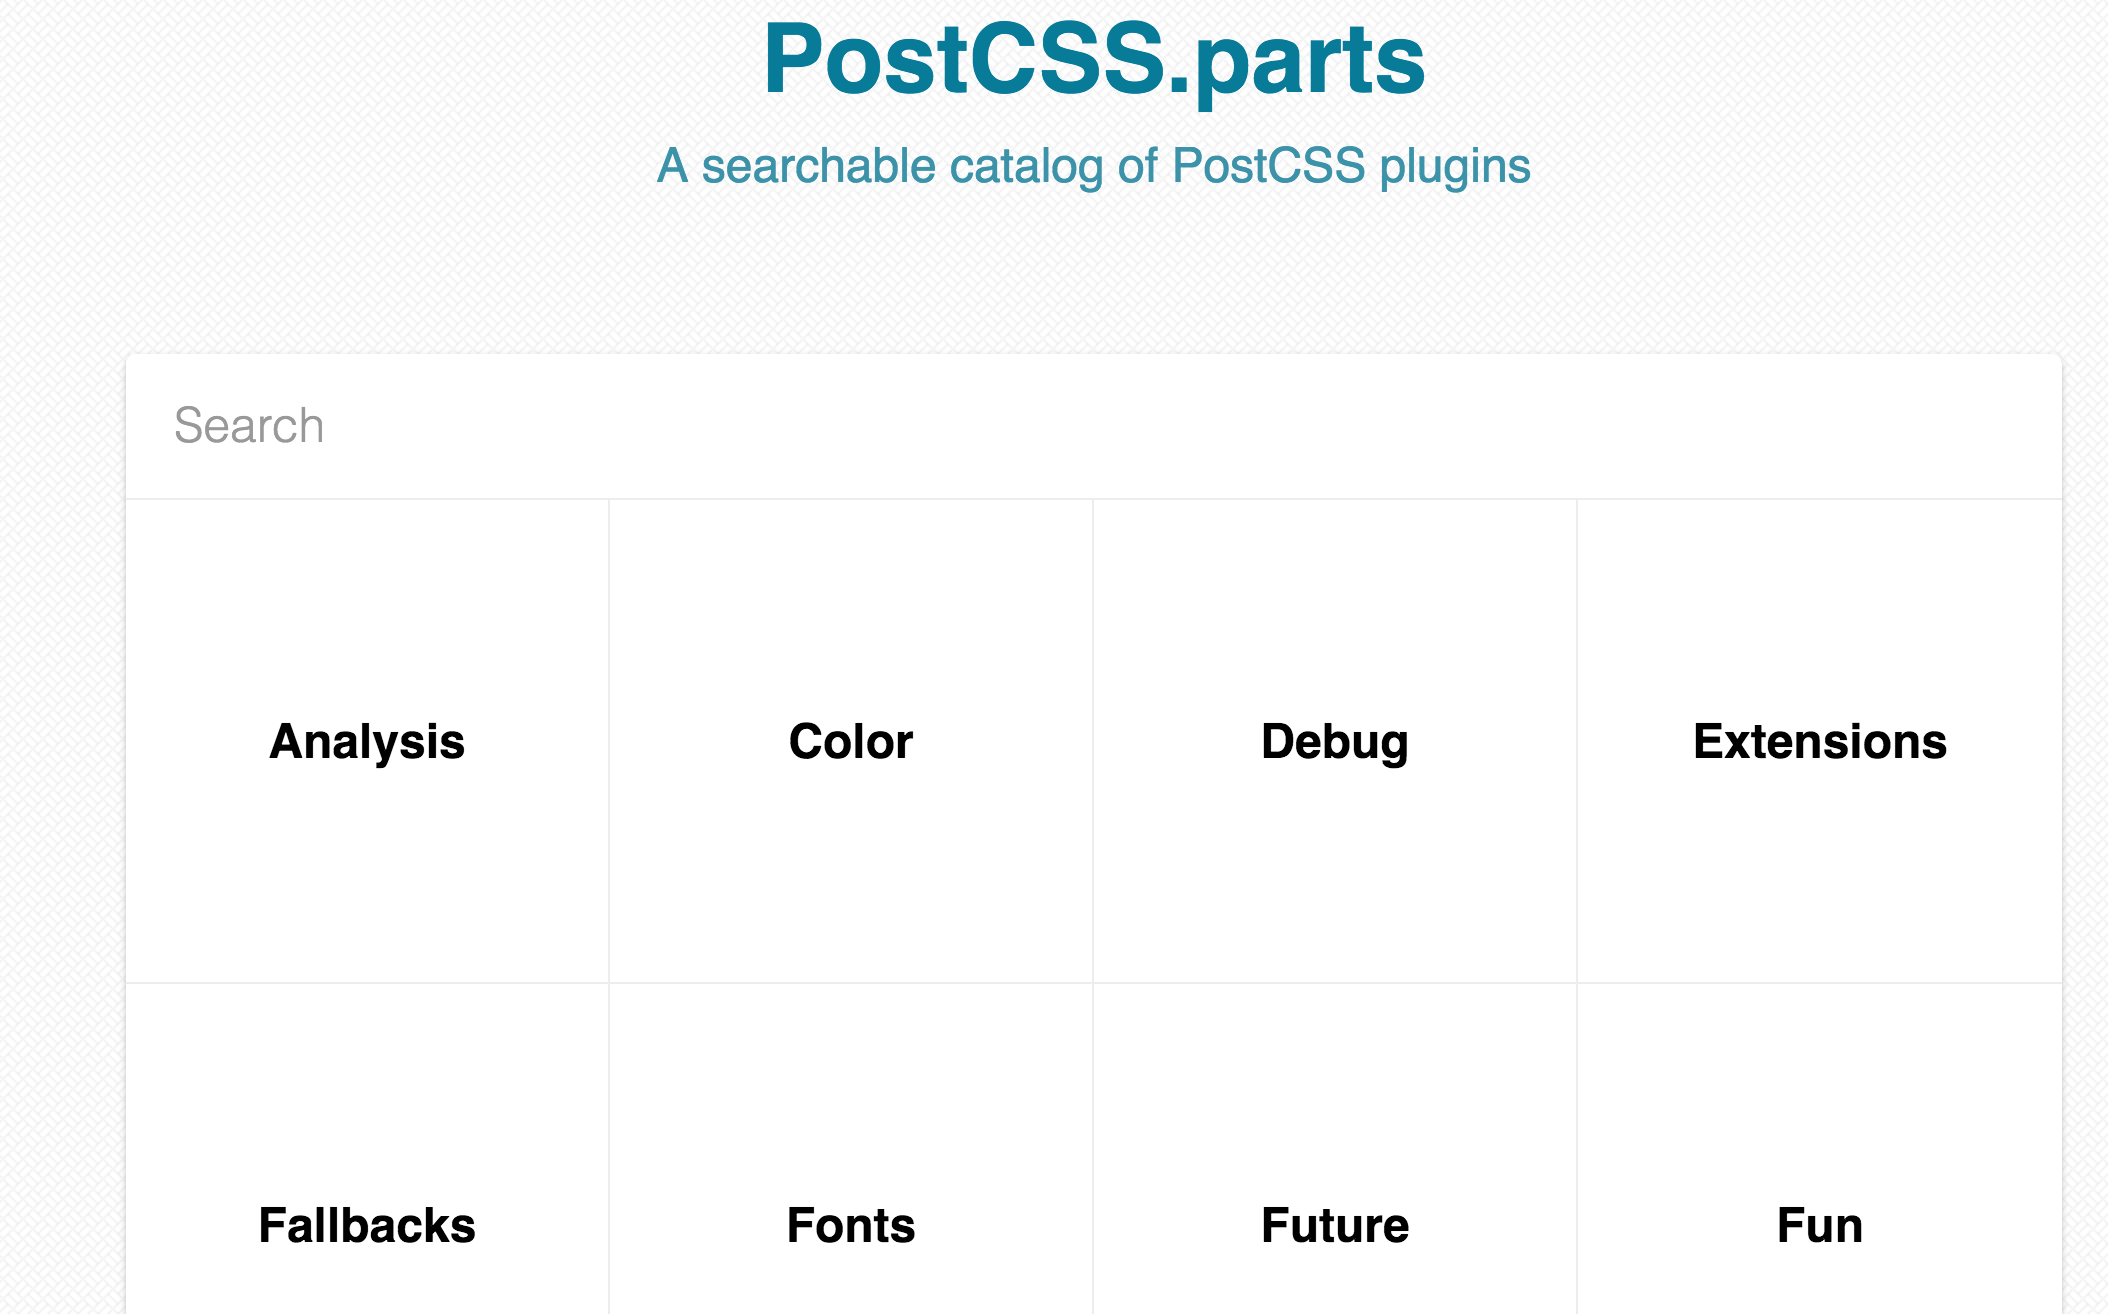 PostCSS.parts
A searchable catalog of PostCSS plugins
Search
Analysis
Color
Debug
Extensions
Fallbacks
Fonts
Future
Fun